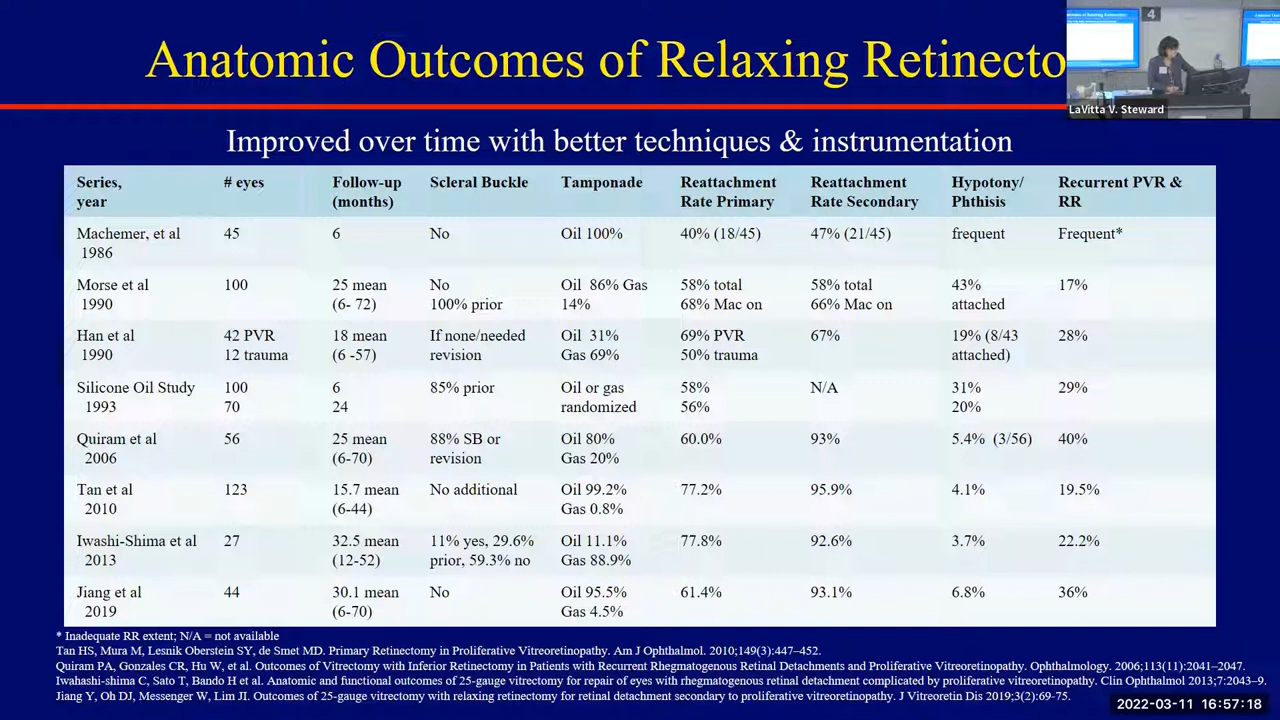 Anatomic Outcomes of Relaxing Retinecto
4
LaVitta V. Steward
Improved over time with better techniques & instrumentation
Series, year | # eyes | Follow-up (months) | Scleral Buckle | Tamponade | Reattachment Rate Primary | Reattachment Rate Secondary | Hypotony/ Phthisis | Recurrent PVR & RR
Machemer, et al 1986 | 45 | 6 | No | Oil 100% | 40% (18/45) | 47% (21/45) | frequent | Frequent*
Morse et al 1990 | 100 | 25 mean (6- 72) | No 100% prior | Oil 86% Gas 14% | 58% total 68% Mac on | 58% total 66% Mac on | 43% attached | 17%
Han et al 1990 | 42 PVR 12 trauma | 18 mean (6 -57) | If none/needed revision | Oil 31% Gas 69% | 69% PVR 50% trauma | 67% | 19% (8/43 attached) | 28%
Silicone Oil Study 1993 | 100 70 | 6 24 | 85% prior | Oil or gas randomized | 58% 56% | N/A | 31% 20% | 29%
Quiram et al 2006 | 56 | 25 mean (6-70) | 88% SB or revision | Oil 80% Gas 20% | 60.0% | 93% | 5.4% (3/56) | 40%
Tan et al 2010 | 123 | 15.7 mean (6-44) | No additional | Oil 99.2% Gas 0.8% | 77.2% | 95.9% | 4.1% | 19.5%
Iwashi-Shima et al 2013 | 27 | 32.5 mean (12-52) | 11% yes, 29.6% prior, 59.3% no | Oil 11.1% Gas 88.9% | 77.8% | 92.6% | 3.7% | 22.2%
Jiang et al 2019 | 44 | 30.1 mean (6-70) | No | Oil 95.5% Gas 4.5% | 61.4% | 93.1% | 6.8% | 36%
* Inadequate RR extent; N/A = not available
Tan HS, Mura M, Lesnik Oberstein SY, de Smet MD. Primary Retinectomy in Proliferative Vitreoretinopathy. Am J Ophthalmol. 2010;149(3):447–452.
Quiram PA, Gonzales CR, Hu W, et al. Outcomes of Vitrectomy with Inferior Retinectomy in Patients with Recurrent Rhegmatogenous Retinal Detachments and Proliferative Vitreoretinopathy. Ophthalmology. 2006;113(11):2041–2047.
Iwahashi-shima C, Sato T, Bando H et al. Anatomic and functional outcomes of 25-gauge vitrectomy for repair of eyes with rhegmatogenous retinal detachment complicated by proliferative vitreoretinopathy. Clin Ophthalmol 2013;7:2043–9.
Jiang Y, Oh DJ, Messenger W, Lim JI. Outcomes of 25-gauge vitrectomy with relaxing retinectomy for retinal detachment secondary to proliferative vitreoretinopathy. J Vitreoretin Dis 2019;3(2):69-75.
2022-03-11 16:57:18